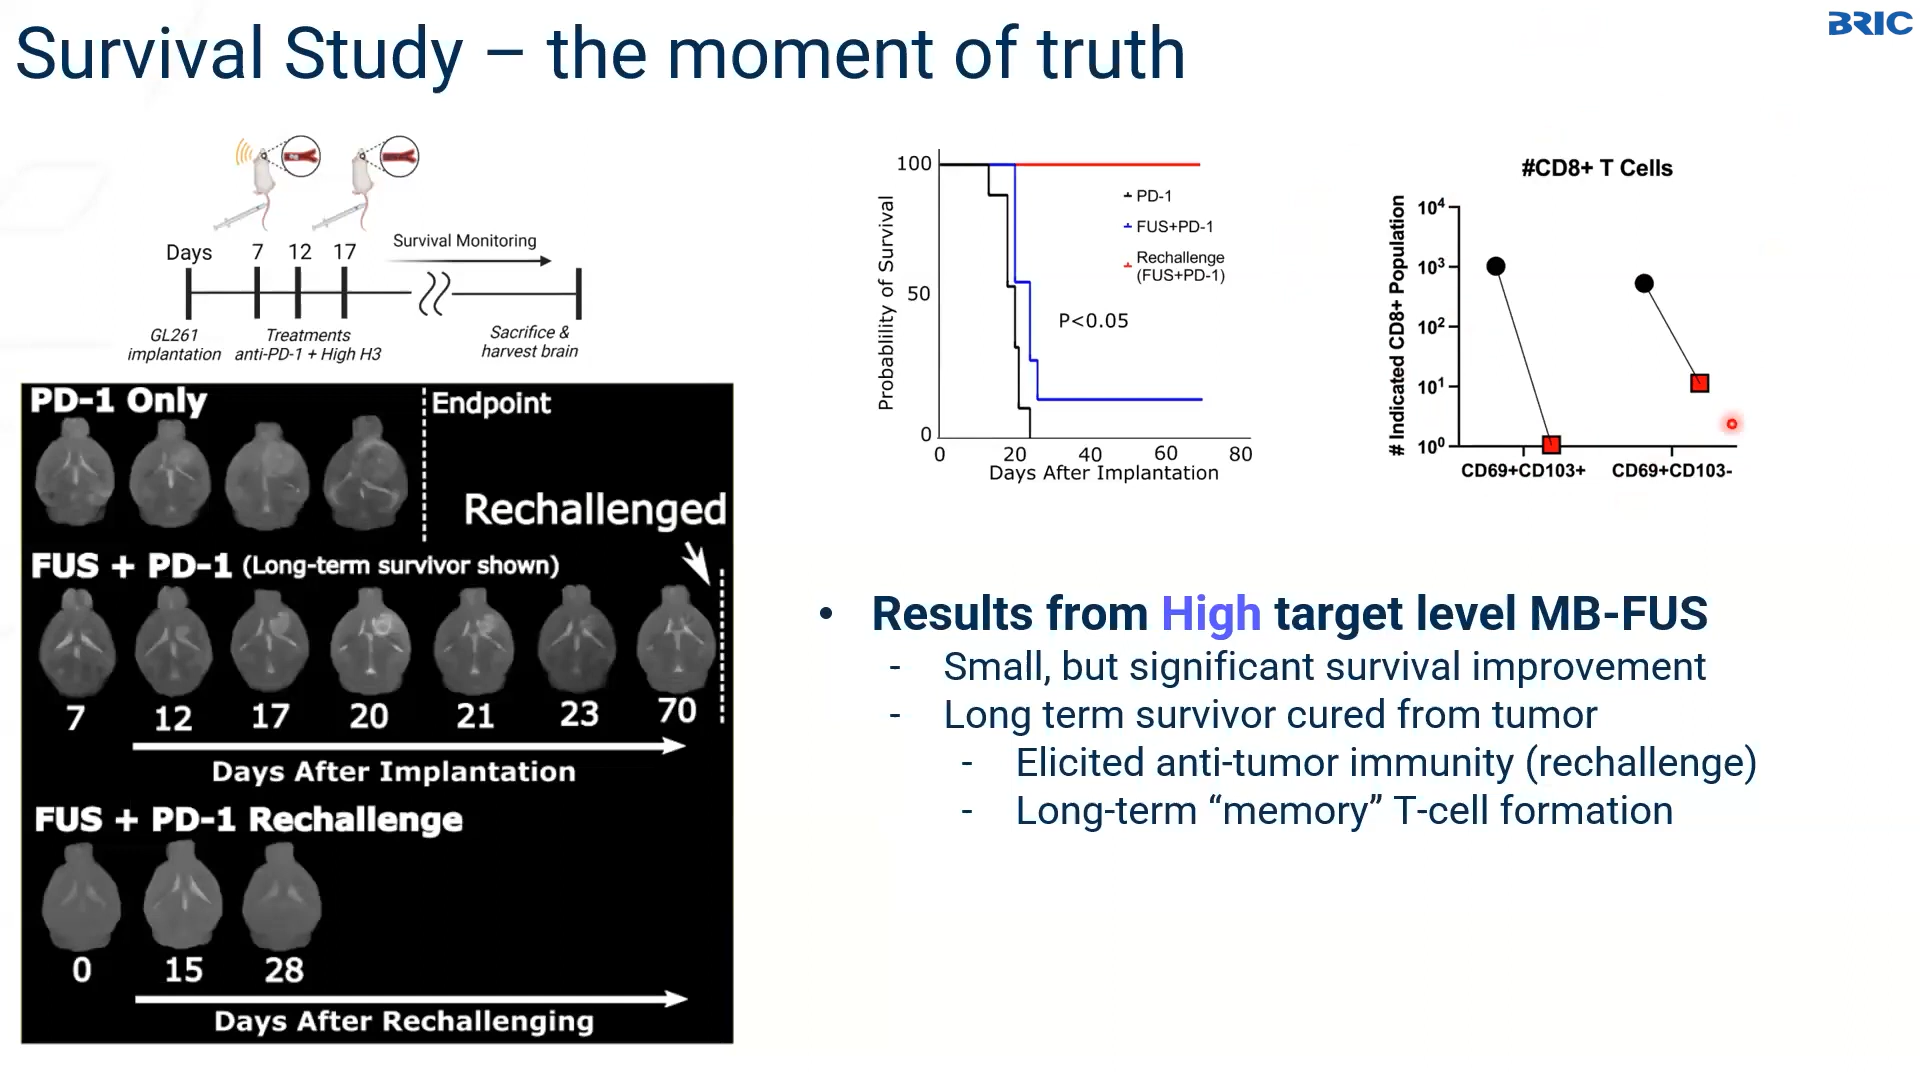 BRIC
Survival Study – the moment of truth
Days 7 12 17
Survival Monitoring
GL261
implantation
Treatments
anti-PD-1 + High H3
Sacrifice &
harvest brain
PD-1 Only
Endpoint
Rechallenged
FUS + PD-1 (Long-term survivor shown)
7 12 17 20 21 23 70
Days After Implantation
FUS + PD-1 Rechallenge
0 15 28
Days After Rechallenging
Probablility of Survival
100
50
0
PD-1
FUS+PD-1
Rechallenge
(FUS+PD-1)
P<0.05
0 20 40 60 80
Days After Implantation
#CD8+ T Cells
# Indicated CD8+ Population
10⁴
10³
10²
10¹
10⁰
CD69+CD103+ CD69+CD103-
• Results from High target level MB-FUS
- Small, but significant survival improvement
- Long term survivor cured from tumor
- Elicited anti-tumor immunity (rechallenge)
- Long-term “memory” T-cell formation